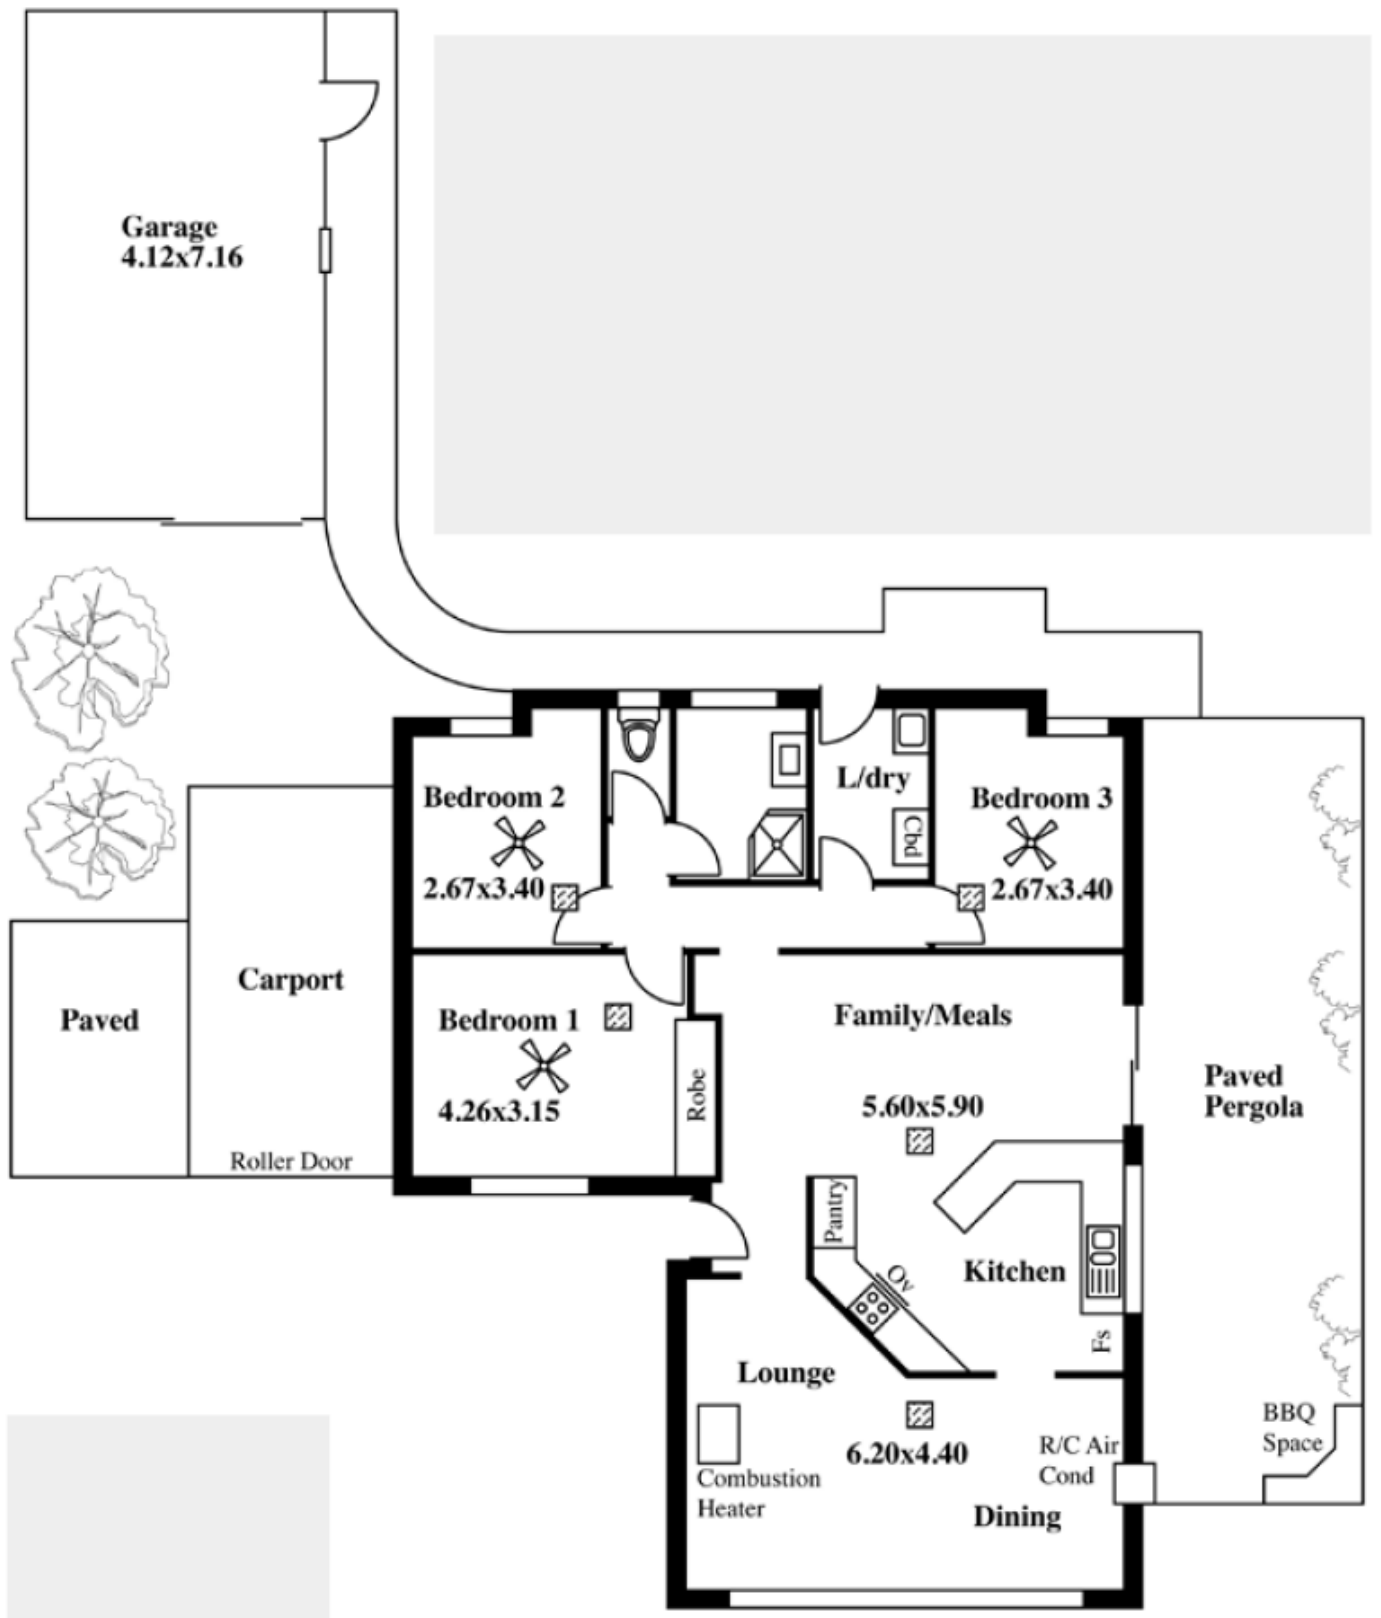 Garage
4.12x7.16
Bedroom 2
2.67x3.40
L/dry
Cbd
Bedroom 3
2.67x3.40
Carport
Paved
Roller Door
Bedroom 1
4.26x3.15
Robe
Family/Meals
5.60x5.90
Paved
Pergola
Pantry
Ov
Kitchen
Fs
Lounge
6.20x4.40
Combustion
Heater
R/C Air
Cond
Dining
BBQ
Space